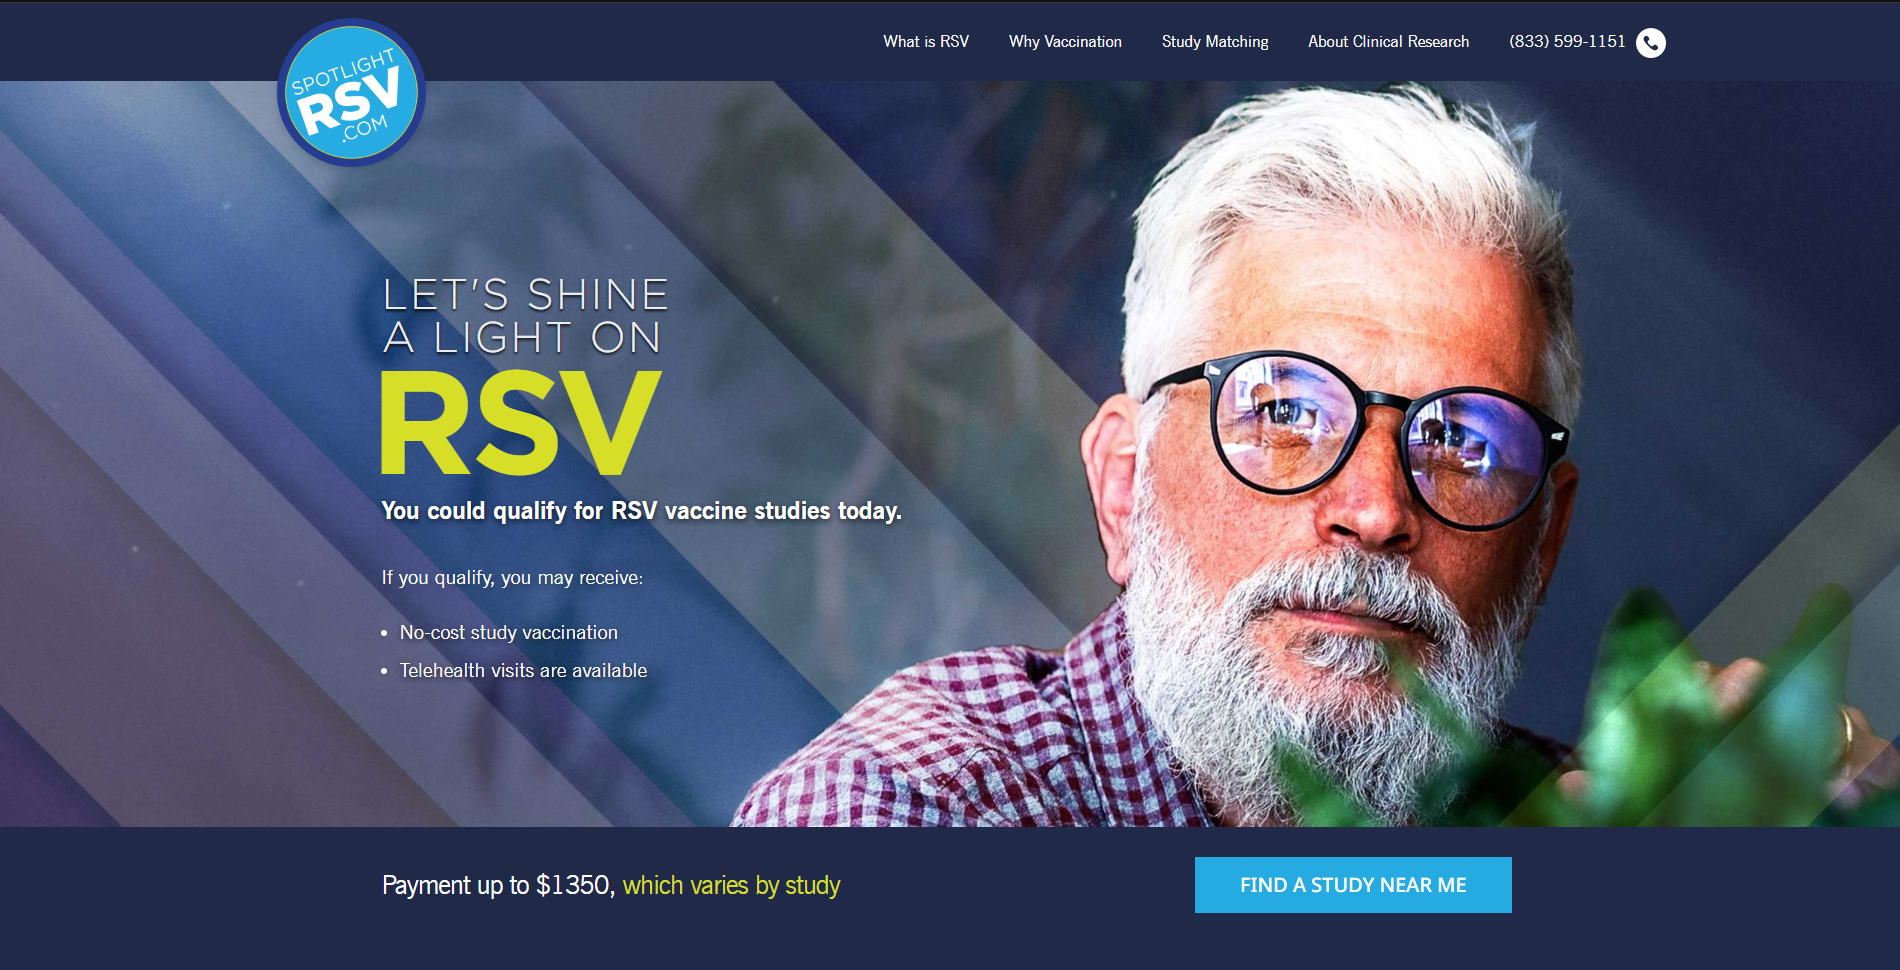 SPOTLIGHT
RSV
.COM
What is RSV
Why Vaccination
Study Matching
About Clinical Research
(833) 599-1151
LET'S SHINE
A LIGHT ON
RSV
You could qualify for RSV vaccine studies today.
If you qualify, you may receive:
• No-cost study vaccination
• Telehealth visits are available
Payment up to $1350, which varies by study
FIND A STUDY NEAR ME